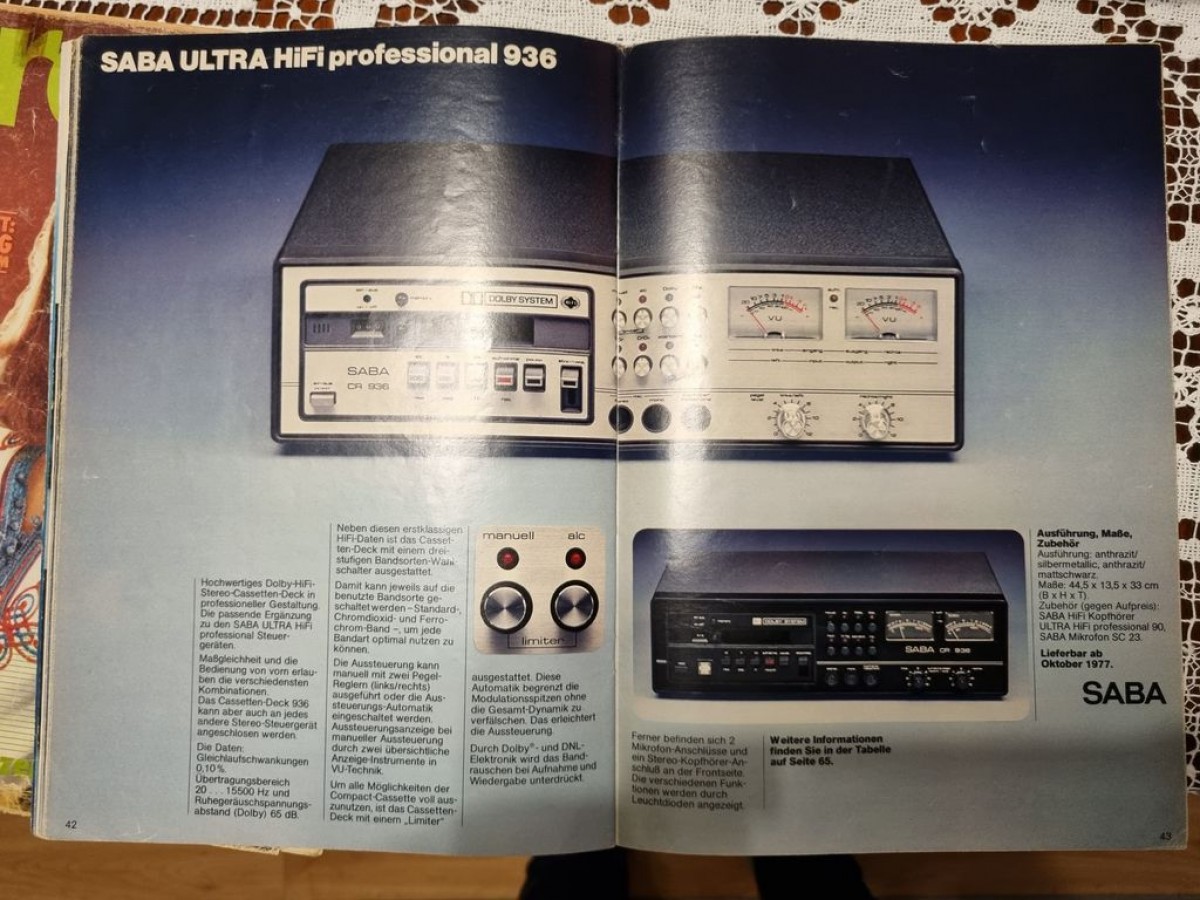 SABA ULTRA HiFi professional 936
DOLBY SYSTEM
SABA
CR 936
VU
VU
Hochwertiges Dolby-HiFi-
Stereo-Cassetten-Deck in
professioneller Gestaltung.
Die passende Ergänzung
zu den SABA ULTRA HiFi
professional Steuer-
geräten.
Maßgleichheit und die
Bedienung von vorn erlau-
ben die verschiedensten
Kombinationen.
Das Cassetten-Deck 936
kann aber auch an jedes
andere Stereo-Steuergerät
angeschlossen werden.
Die Daten:
Gleichlaufschwankungen
0,10 %.
Übertragungsbereich
20 . . . 15500 Hz und
Ruhegeräuschspannungs-
abstand (Dolby) 65 dB.
Neben diesen erstklassigen
HiFi-Daten ist das Casset-
ten-Deck mit einem drei-
stufigen Bandsorten-Wahl-
schalter ausgestattet.
Damit kann jeweils auf die
benutzte Bandsorte ge-
schaltet werden – Standard-,
Chromdioxid- und Ferro-
chrom-Band –, um jede
Bandart optimal nutzen zu
können.
Die Aussteuerung kann
manuell mit zwei Pegel-
Reglern (links/rechts)
ausgeführt oder die Aus-
steuerungs-Automatik
eingeschaltet werden.
Aussteuerungsanzeige bei
manueller Aussteuerung
durch zwei übersichtliche
Anzeige-Instrumente in
VU-Technik.
Um alle Möglichkeiten der
Compact-Cassette voll aus-
zunutzen, ist das Cassetten-
Deck mit einem „Limiter"
manuell alc
limiter
ausgestattet. Diese
Automatik begrenzt die
Modulationsspitzen ohne
die Gesamt-Dynamik zu
verfälschen. Das erleichtert
die Aussteuerung.
Durch Dolby®- und DNL-
Elektronik wird das Band-
rauschen bei Aufnahme und
Wiedergabe unterdrückt.
DOLBY SYSTEM
SABA CR 936
Ferner befinden sich 2
Mikrofon-Anschlüsse und
ein Stereo-Kopfhörer-An-
schluß an der Frontseite.
Die verschiedenen Funk-
tionen werden durch
Leuchtdioden angezeigt.
Weitere Informationen
finden Sie in der Tabelle
auf Seite 65.
Ausführung, Maße,
Zubehör
Ausführung: anthrazit/
silbermetallic, anthrazit/
mattschwarz.
Maße: 44,5 x 13,5 x 33 cm
(B x H x T).
Zubehör (gegen Aufpreis):
SABA HiFi Kopfhörer
ULTRA HiFi professional 90,
SABA Mikrofon SC 23.
Lieferbar ab
Oktober 1977.
SABA
42
43